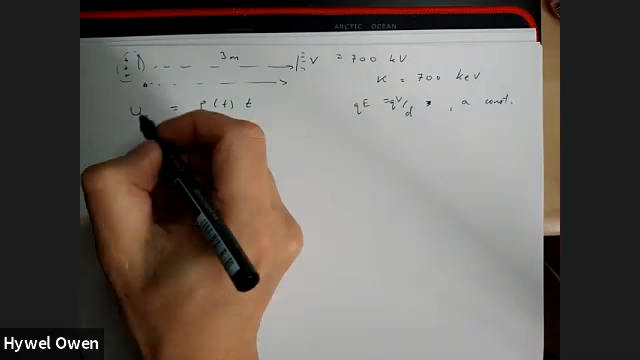 ARCTIC OCEAN
3m V = 700 kV
K = 700 keV
U = (t) t qE = qV/d , a const.
Hywel Owen